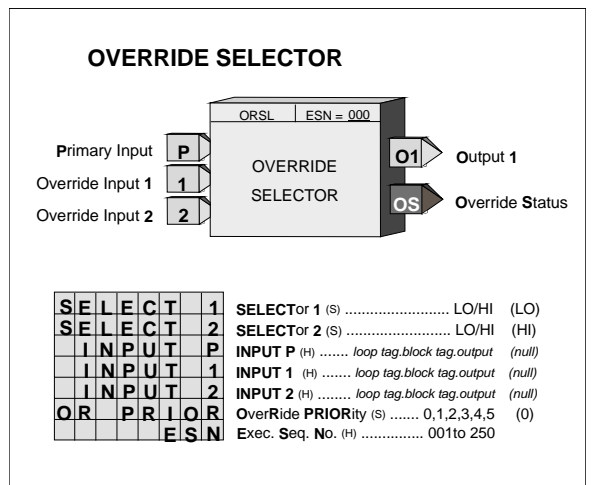 OVERRIDE SELECTOR
ORSL ESN = 000
Primary Input P
Override Input 1 1
Override Input 2 2
OVERRIDE
SELECTOR
O1 Output 1
OS Override Status
SELECT 1 SELECTor 1 (S) .......................... LO/HI (LO)
SELECT 2 SELECTor 2 (S) .......................... LO/HI (HI)
INPUT P INPUT P (H) ....... loop tag.block tag.output (null)
INPUT 1 INPUT 1 (H) ....... loop tag.block tag.output (null)
INPUT 2 INPUT 2 (H) ....... loop tag.block tag.output (null)
OR PRIOR OverRide PRIORity (S) ....... 0,1,2,3,4,5 (0)
ESN Exec. Seq. No. (H) ............... 001to 250